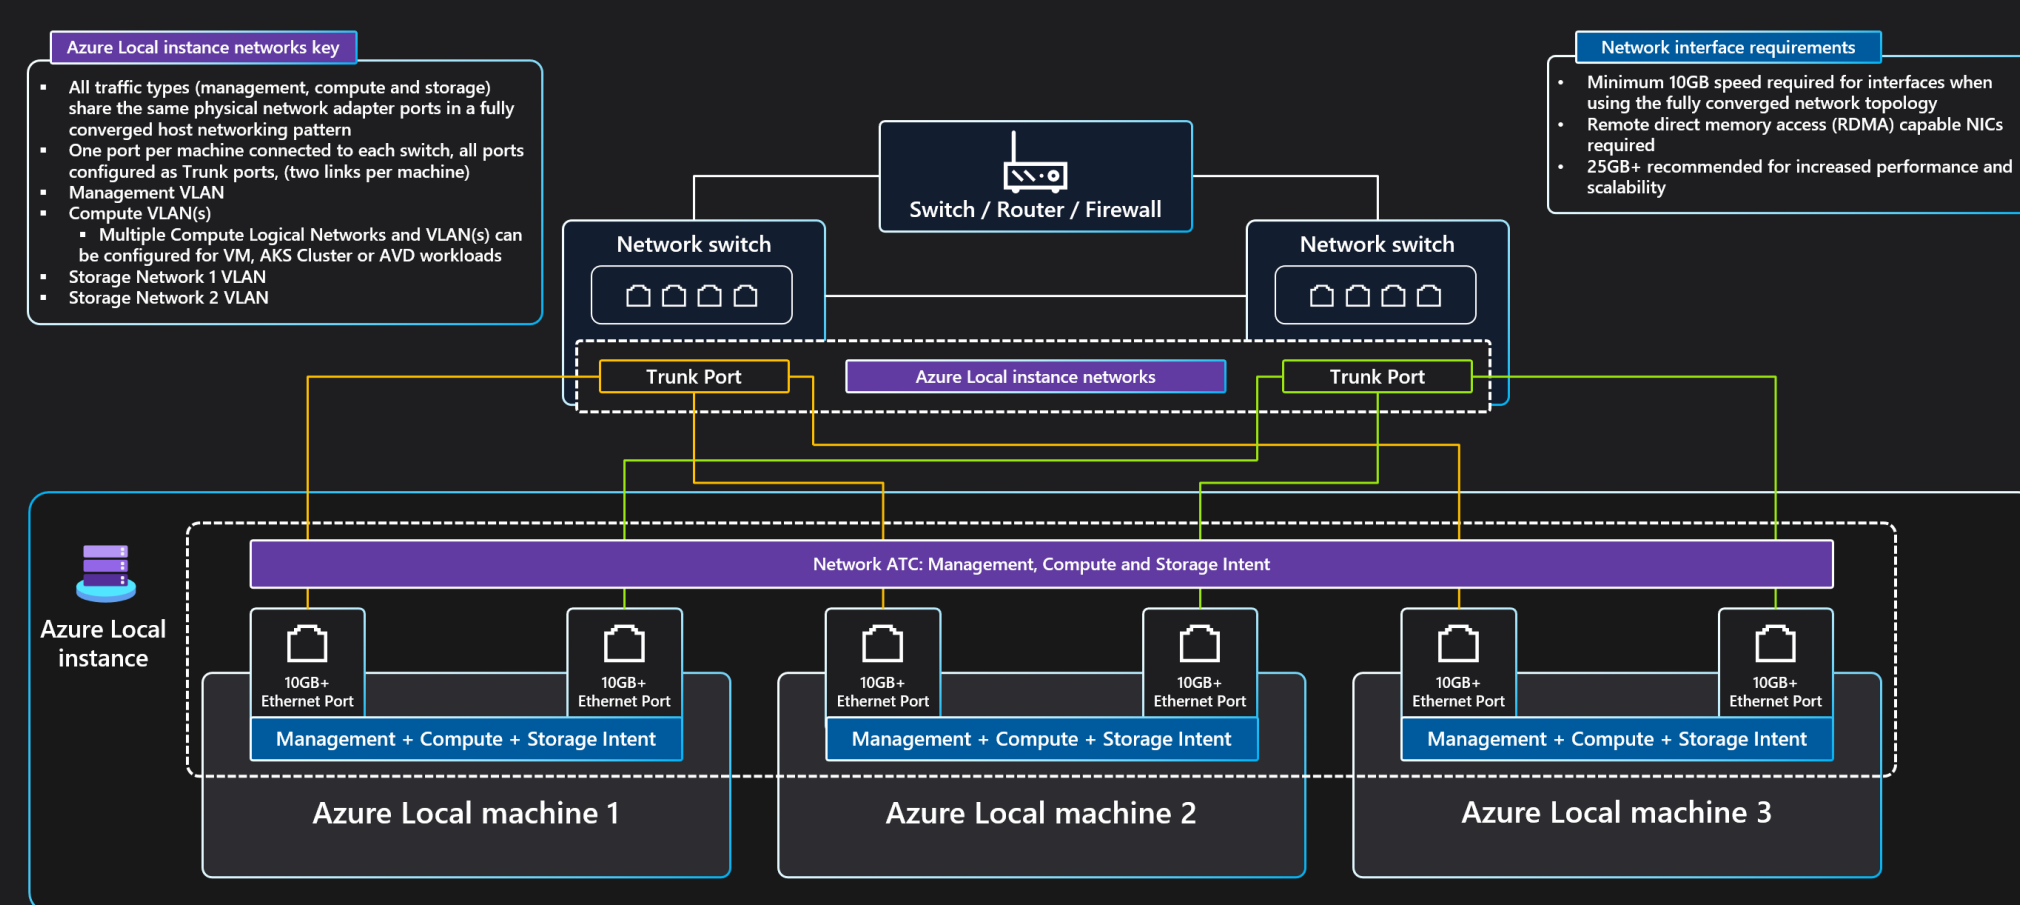 Azure Local instance networks key
All traffic types (management, compute and storage)
share the same physical network adapter ports in a fully
converged host networking pattern
One port per machine connected to each switch, all ports
configured as Trunk ports, (two links per machine)
Management VLAN
Compute VLAN(s)
Multiple Compute Logical Networks and VLAN(s) can
be configured for VM, AKS Cluster or AVD workloads
Storage Network 1 VLAN
Storage Network 2 VLAN
Network interface requirements
Minimum 10GB speed required for interfaces when
using the fully converged network topology
Remote direct memory access (RDMA) capable NICs
required
25GB+ recommended for increased performance and
scalability
Switch / Router / Firewall
Network switch
Network switch
Trunk Port
Azure Local instance networks
Trunk Port
Network ATC: Management, Compute and Storage Intent
Azure Local
instance
10GB+
Ethernet Port
10GB+
Ethernet Port
Management + Compute + Storage Intent
Azure Local machine 1
10GB+
Ethernet Port
10GB+
Ethernet Port
Management + Compute + Storage Intent
Azure Local machine 2
10GB+
Ethernet Port
10GB+
Ethernet Port
Management + Compute + Storage Intent
Azure Local machine 3